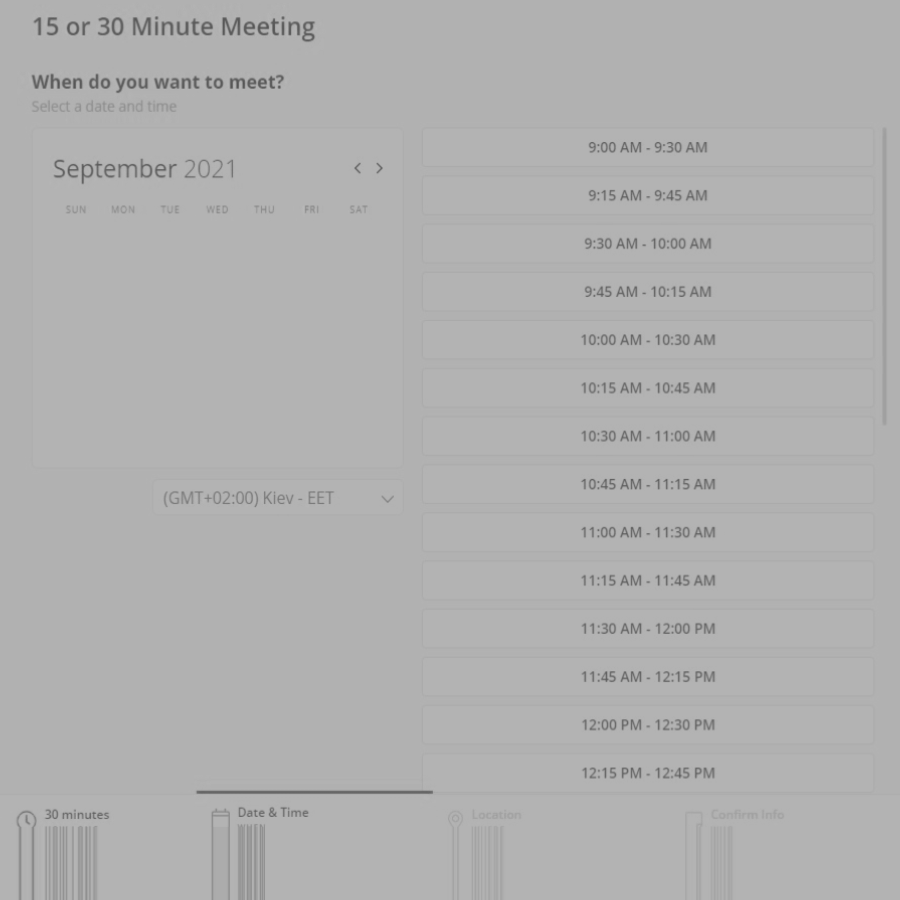 15 or 30 Minute Meeting
When do you want to meet?
Select a date and time
September 2021
SUN MON TUE WED THU FRI SAT
(GMT+02:00) Kiev - EET
9:00 AM - 9:30 AM
9:15 AM - 9:45 AM
9:30 AM - 10:00 AM
9:45 AM - 10:15 AM
10:00 AM - 10:30 AM
10:15 AM - 10:45 AM
10:30 AM - 11:00 AM
10:45 AM - 11:15 AM
11:00 AM - 11:30 AM
11:15 AM - 11:45 AM
11:30 AM - 12:00 PM
11:45 AM - 12:15 PM
12:00 PM - 12:30 PM
12:15 PM - 12:45 PM
30 minutes
Date & Time
Location
Confirm Info